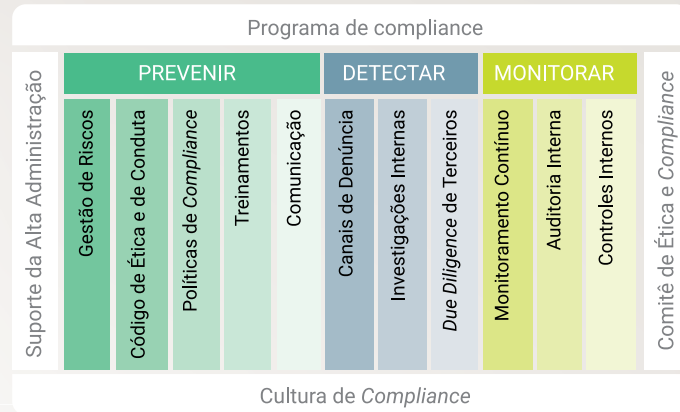 Programa de compliance
Suporte da Alta Administração
PREVENIR
Gestão de Riscos
Código de Ética e de Conduta
Políticas de Compliance
Treinamentos
Comunicação
DETECTAR
Canais de Denúncia
Investigações Internas
Due Diligence de Terceiros
MONITORAR
Monitoramento Contínuo
Auditoria Interna
Controles Internos
Comitê de Ética e Compliance
Cultura de Compliance